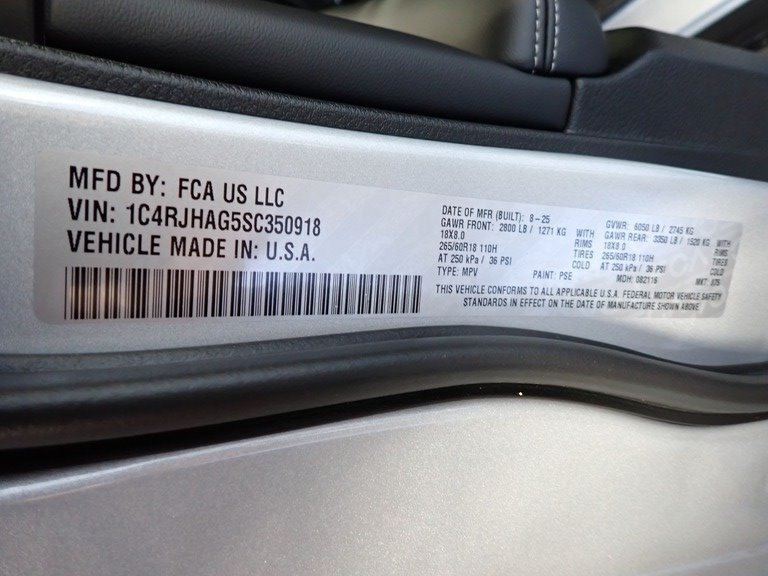 MFD BY: FCA US LLC
VIN: 1C4RJHAG5SC350918
VEHICLE MADE IN: U.S.A.
DATE OF MFR (BUILT): 8-25 GVWR: 6050 LB / 2745 KG
GAWR FRONT: 2800 LB / 1271 KG WITH GAWR REAR: 3350 LB / 1520 KG WITH
18X8.0 RIMS 18X8.0 RIMS
265/60R18 110H TIRES 265/60R18 110H TIRES
AT 250 kPa / 36 PSI COLD AT 250 kPa / 36 PSI COLD
TYPE: MPV PAINT: PSE MDH: 082116 MKT: JU5
THIS VEHICLE CONFORMS TO ALL APPLICABLE U.S.A. FEDERAL MOTOR VEHICLE SAFETY
STANDARDS IN EFFECT ON THE DATE OF MANUFACTURE SHOWN ABOVE